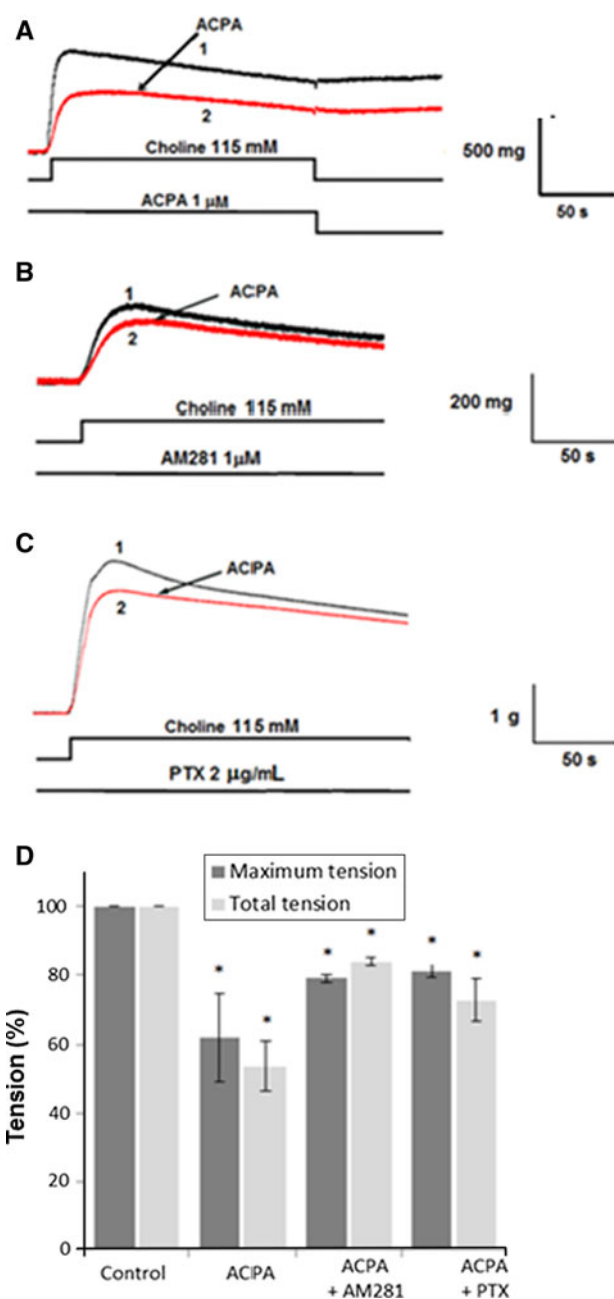 A
ACPA
1
2
Choline 115 mM
ACPA 1 μM
500 mg
50 s
B
1
ACPA
2
Choline 115 mM
AM281 1μM
200 mg
50 s
C
1
ACPA
2
Choline 115 mM
PTX 2 μg/mL
1 g
50 s
D
Maximum tension
Total tension
Tension (%)
100
80
60
40
20
0
* * * * * *
Control
ACPA
ACPA + AM281
ACPA + PTX